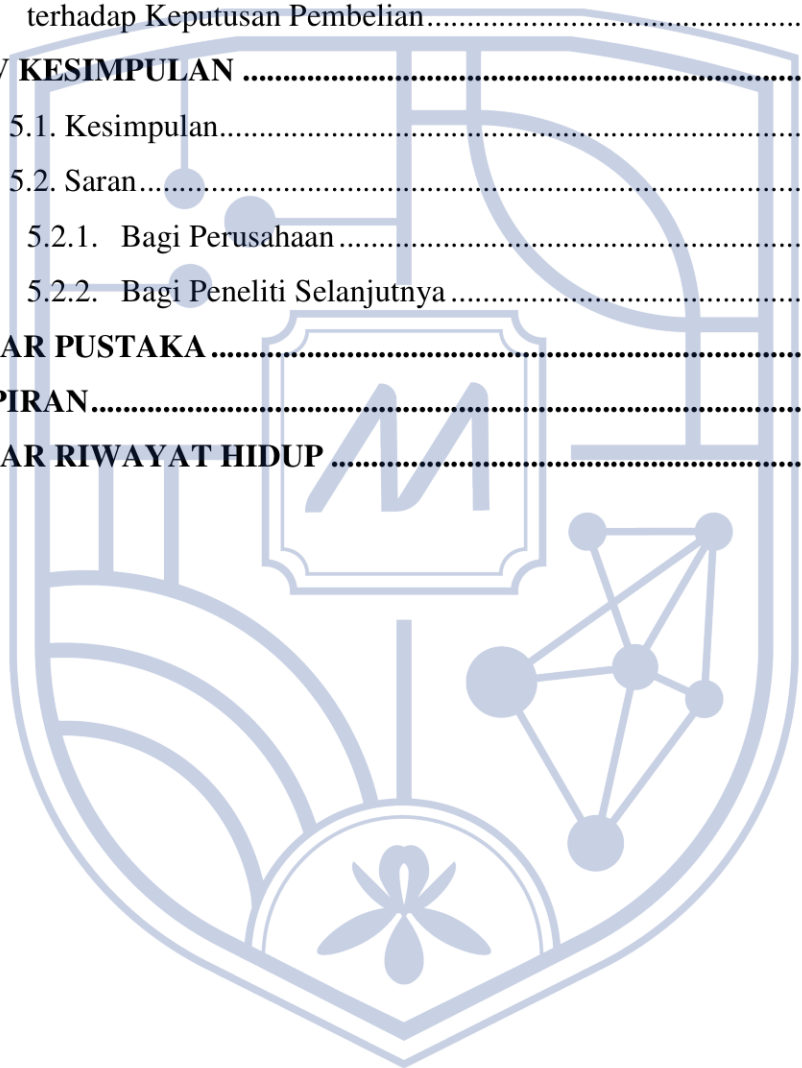 terhadap Keputusan Pembelian........................................................
KESIMPULAN ........................................................................
5.1. Kesimpulan...........................................................................
5.2. Saran.....................................................................................
5.2.1. Bagi Perusahaan ............................................................
5.2.2. Bagi Peneliti Selanjutnya ..............................................
AR PUSTAKA ...........................................................................
PIRAN..........................................................................................
AR RIWAYAT HIDUP ............................................................